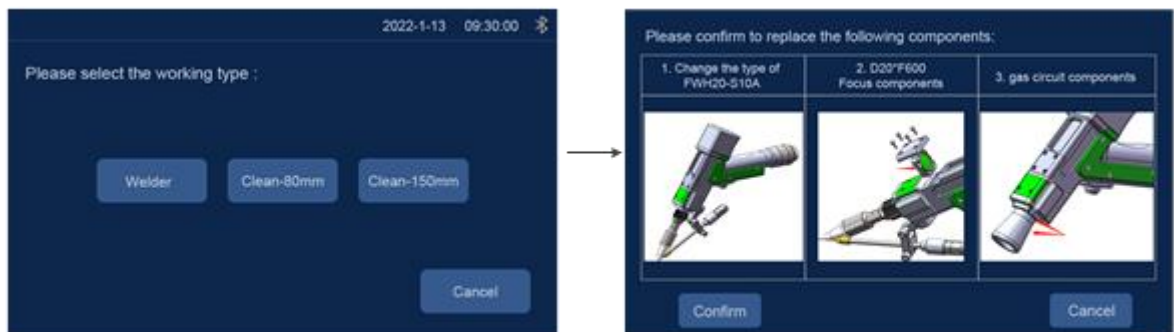 2022-1-13 09:30:00
Please select the working type :
Welder
Clean-80mm
Clean-150mm
Cancel
Please confirm to replace the following components:
1. Change the type of
FWH20-S10A
2. D20*F600
Focus components
3. gas circuit components
Confirm
Cancel